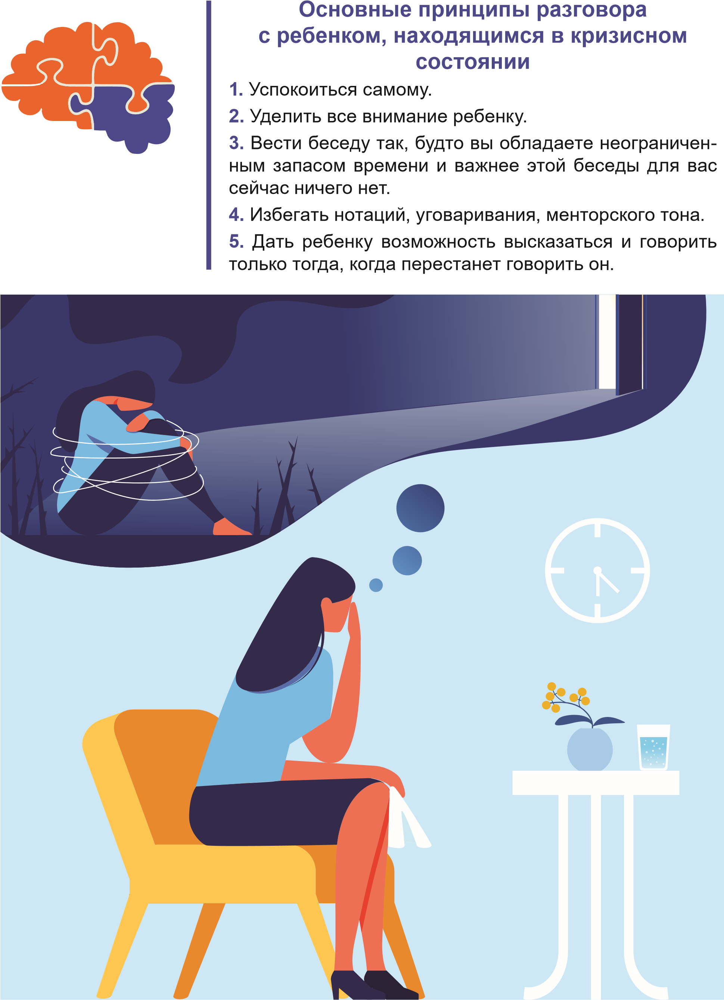 Основные принципы разговора
с ребенком, находящимся в кризисном
состоянии
1. Успокоиться самому.
2. Уделить все внимание ребенку.
3. Вести беседу так, будто вы обладаете неограничен-
ным запасом времени и важнее этой беседы для вас
сейчас ничего нет.
4. Избегать нотаций, уговаривания, менторского тона.
5. Дать ребенку возможность высказаться и говорить
только тогда, когда перестанет говорить он.